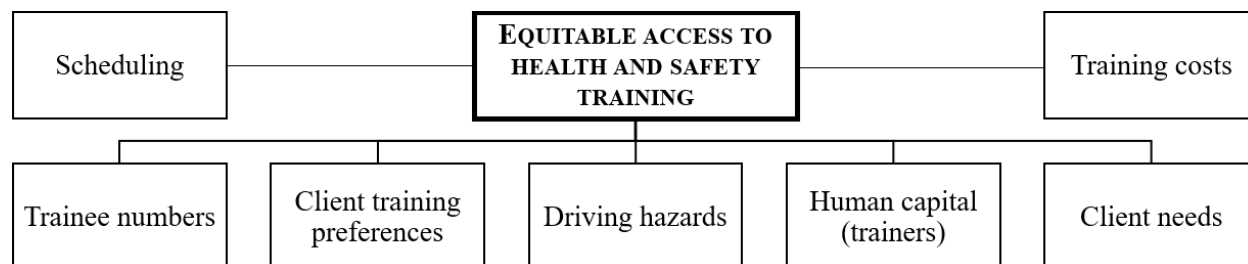 Scheduling
EQUITABLE ACCESS TO
HEALTH AND SAFETY
TRAINING
Training costs
Trainee numbers
Client training
preferences
Driving hazards
Human capital
(trainers)
Client needs